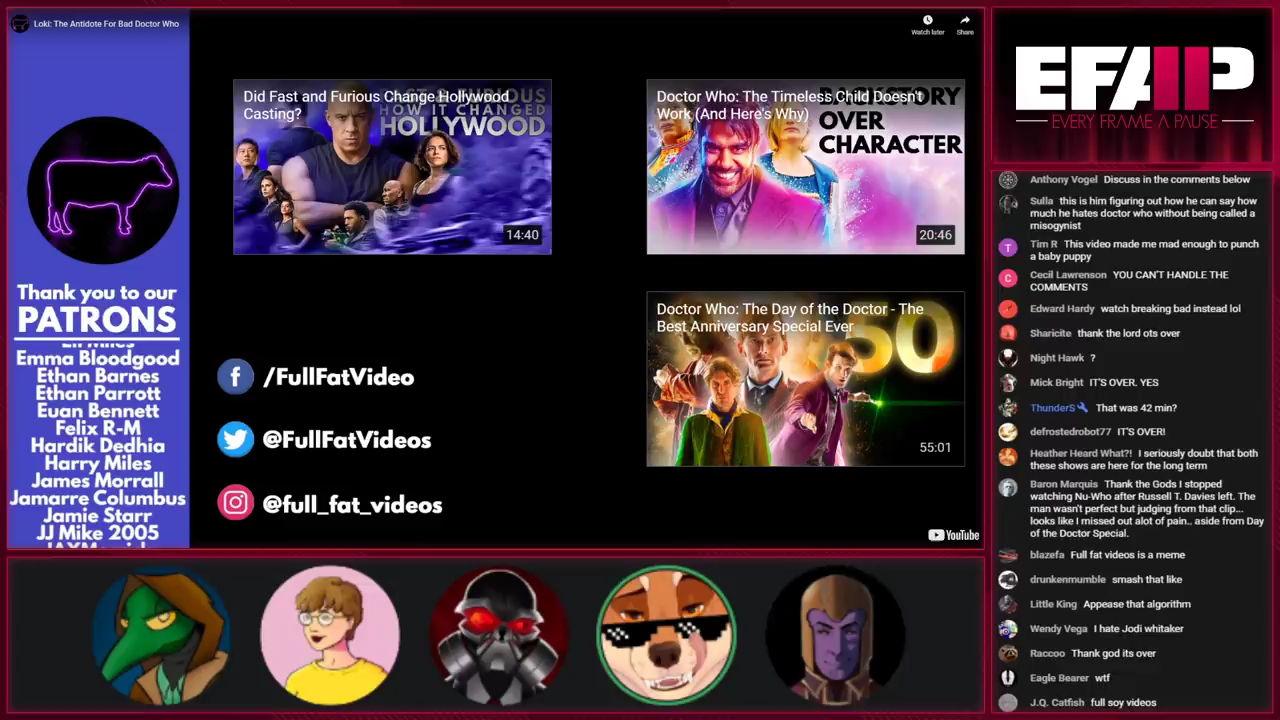 Loki: The Antidote For Bad Doctor Who
Watch later
Share
Thank you to our
PATRONS
Emma Bloodgood
Ethan Barnes
Ethan Parrott
Euan Bennett
Felix R-M
Hardik Dedhia
Harry Miles
James Morrall
Jamarre Columbus
Jamie Starr
JJ Mike 2005
Did Fast and Furious Change Hollywood
Casting?
HOW IT CHANGED
HOLLYWOOD
14:40
Doctor Who: The Timeless Child Doesn't
Work (And Here's Why)
BACKSTORY
OVER
CHARACTER
20:46
Doctor Who: The Day of the Doctor - The
Best Anniversary Special Ever
50
55:01
f /FullFatVideo
@FullFatVideos
@full_fat_videos
YouTube
EFAP
EVERY FRAME A PAUSE
Anthony Vogel Discuss in the comments below
Sulla this is him figuring out how he can say how
much he hates doctor who without being called a
misogynist
T
Tim R This video made me mad enough to punch
a baby puppy
C
Cecil Lawrenson YOU CAN'T HANDLE THE
COMMENTS
Edward Hardy watch breaking bad instead lol
Sharicite thank the lord ots over
Night Hawk ?
Mick Bright IT'S OVER. YES
ThunderS That was 42 min?
defrostedrobot77 IT'S OVER!
Heather Heard What?! I seriously doubt that both
these shows are here for the long term
Baron Marquis Thank the Gods I stopped
watching Nu-Who after Russell T. Davies left. The
man wasn't perfect but judging from that clip...
looks like I missed out alot of pain.. aside from Day
of the Doctor Special.
blazefa Full fat videos is a meme
drunkenmumble smash that like
Little King Appease that algorithm
Wendy Vega I hate Jodi whitaker
Raccoo Thank god its over
Eagle Bearer wtf
J.Q. Catfish full soy videos